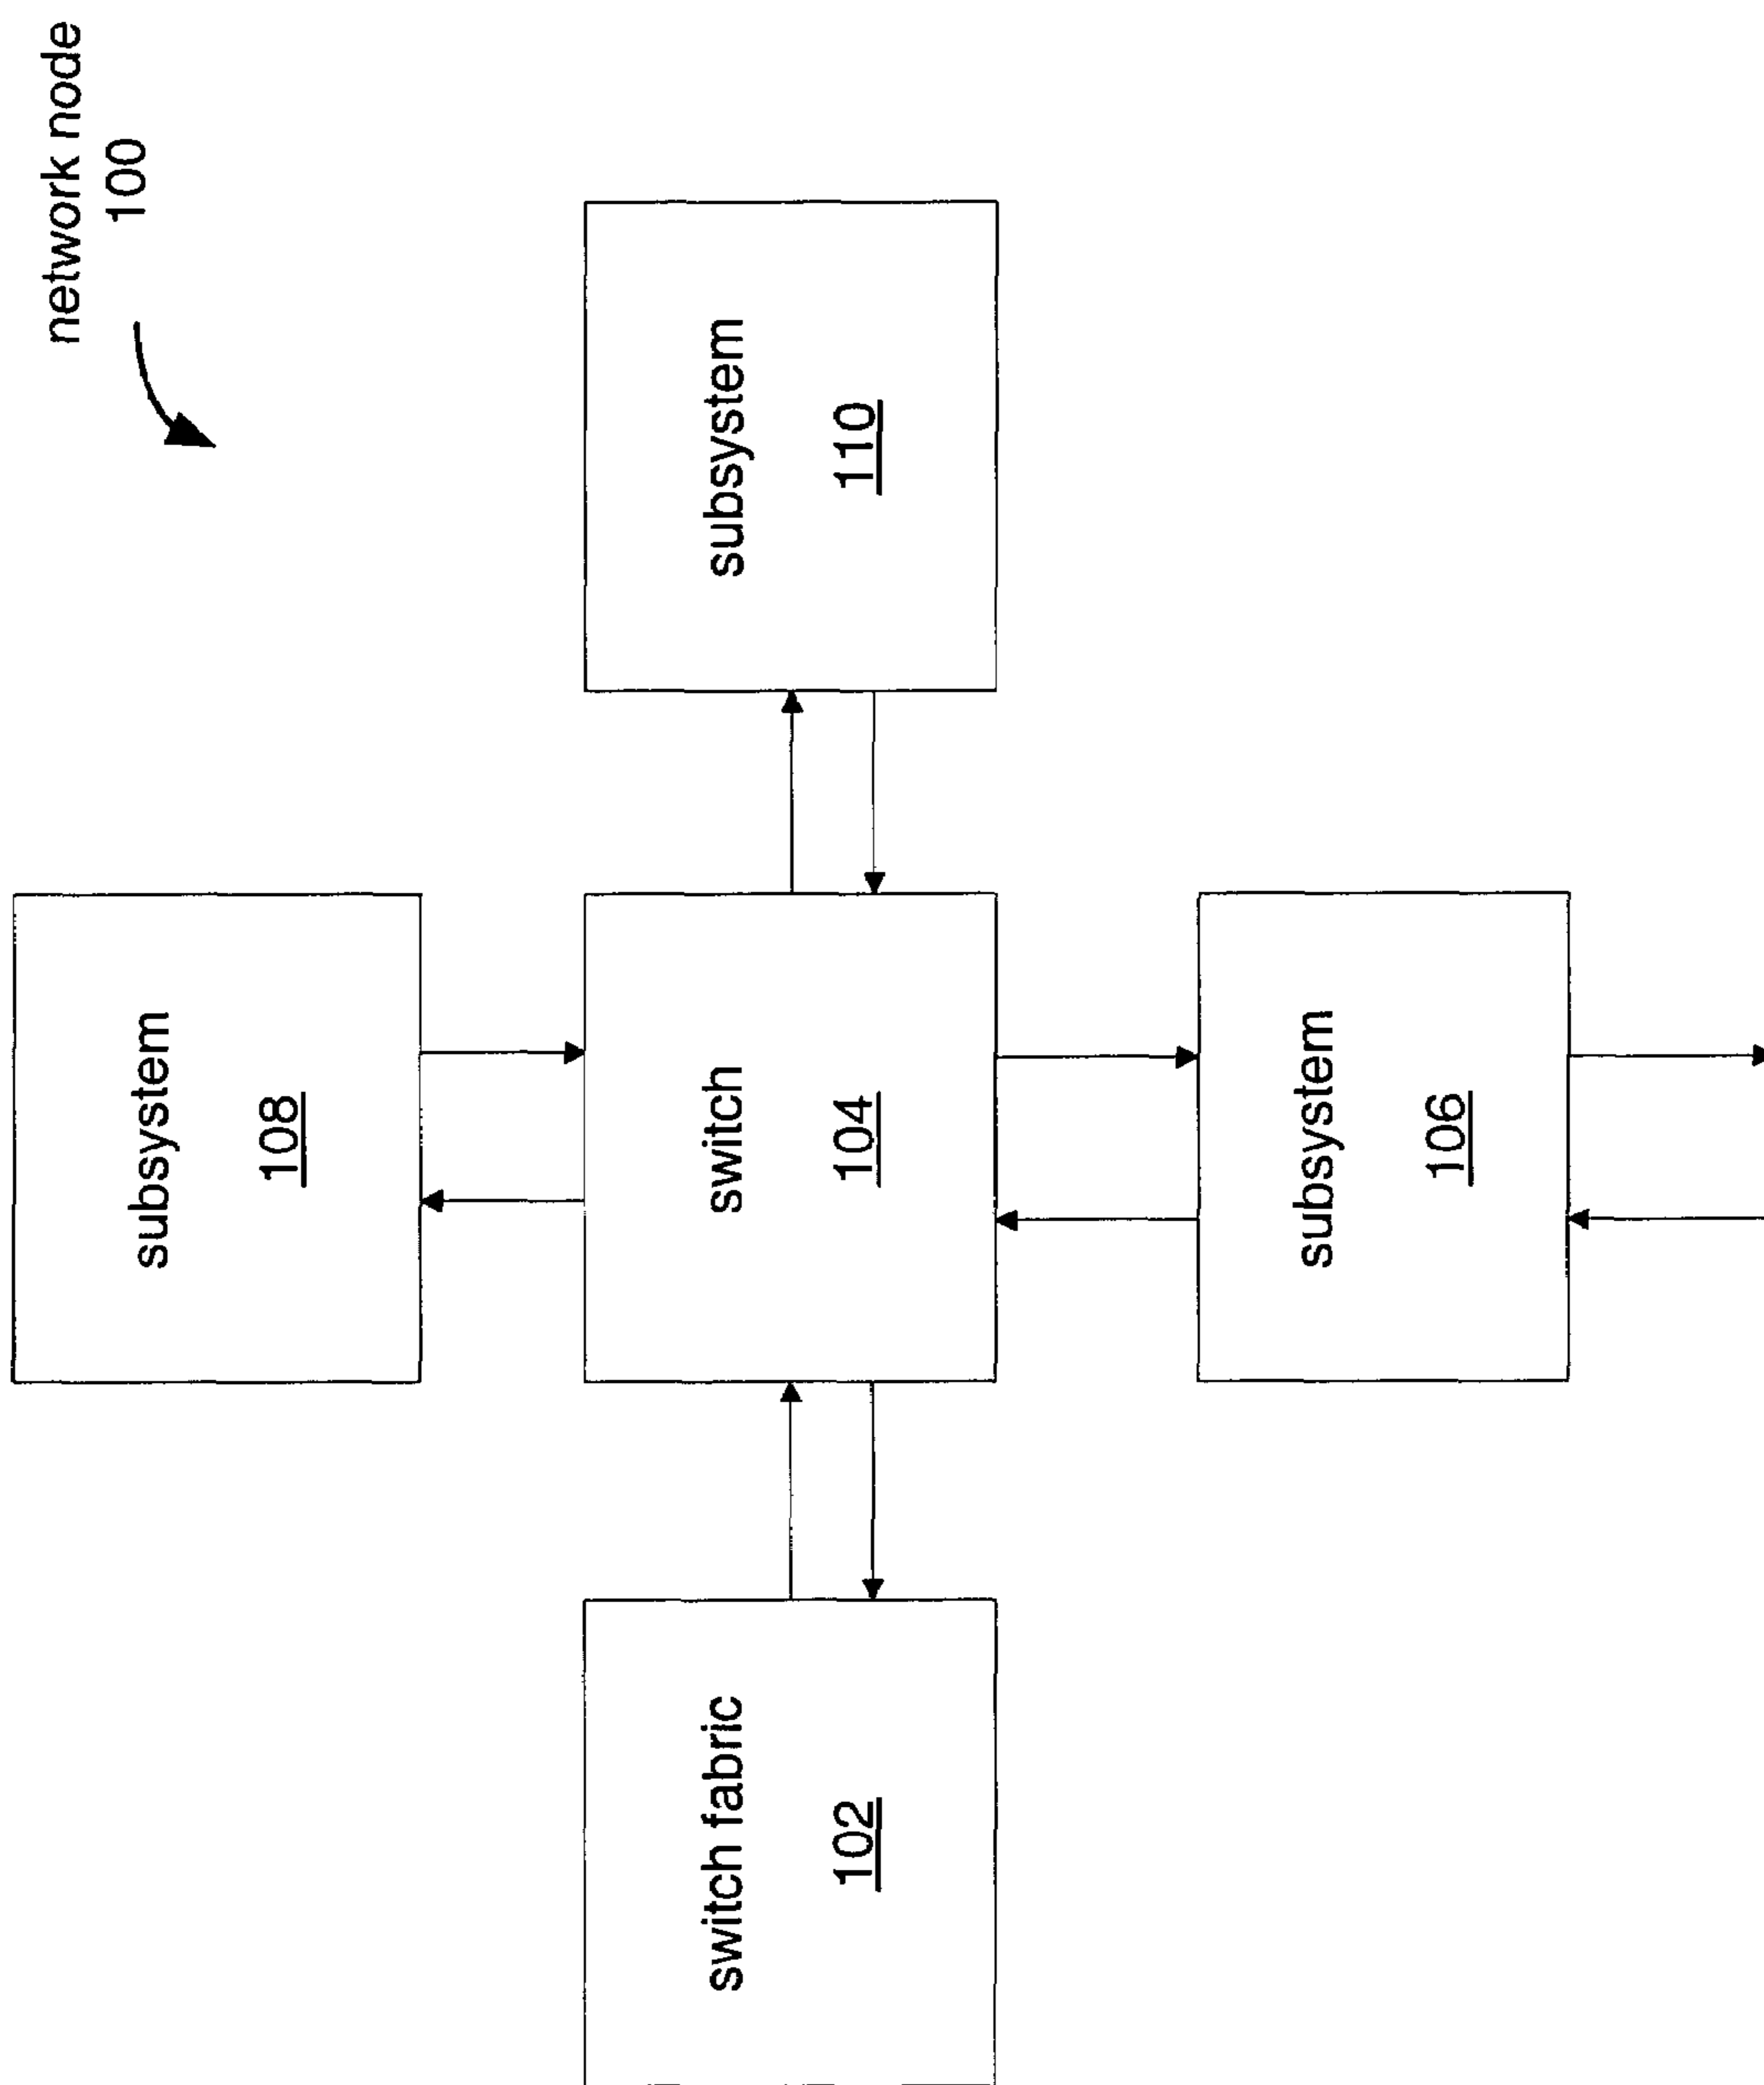 network node
100
subsystem
108
switch fabric
102
switch
104
subsystem
110
subsystem
106